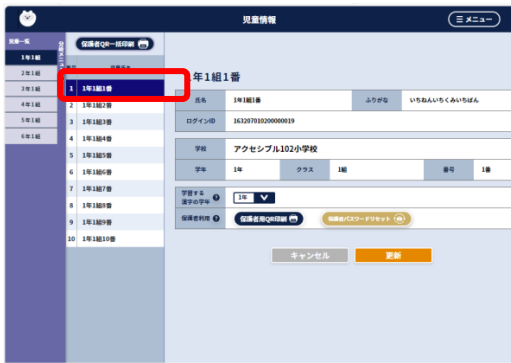 児童情報
メニュー
児童一覧
1年1組
2年1組
3年1組
4年1組
5年1組
6年1組
保護者QR一括印刷
1 1年1組1番
2 1年1組2番
3 1年1組3番
4 1年1組4番
5 1年1組5番
6 1年1組6番
7 1年1組7番
8 1年1組8番
9 1年1組9番
10 1年1組10番
1年1組1番
氏名 1年1組1番 ふりがな いちねんいちくみいちばん
ログインID 163207010200000019
学校 アクセシブル102小学校
学年 1年 クラス 1組 番号 1番
学習する
漢字の学年 ? 1年
保護者利用 ? 保護者用QR印刷 保護者パスワードリセット
キャンセル 更新